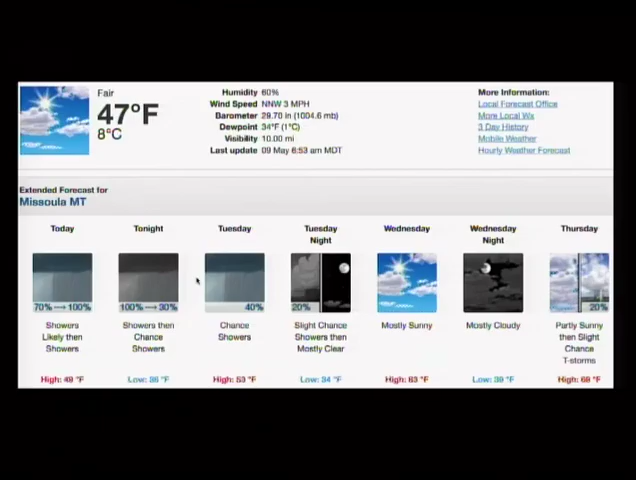 Fair
47°F
8°C
Humidity 60%
Wind Speed NNW 3 MPH
Barometer 29.70 in (1004.6 mb)
Dewpoint 34°F (1°C)
Visibility 10.00 mi
Last update 09 May 6:53 am MDT
More Information:
Local Forecast Office
More Local Wx
3 Day History
Mobile Weather
Hourly Weather Forecast
Extended Forecast for
Missoula MT
Today
Tonight
Tuesday
Tuesday Night
Wednesday
Wednesday Night
Thursday
70% → 100%
100% → 30%
40%
20%
20%
Showers Likely then Showers
Showers then Chance Showers
Chance Showers
Slight Chance Showers then Mostly Clear
Mostly Sunny
Mostly Cloudy
Partly Sunny then Slight Chance T-storms
High: °F
Low: °F
High: 53 °F
Low: 34 °F
High: 63 °F
Low: 39 °F
High: °F